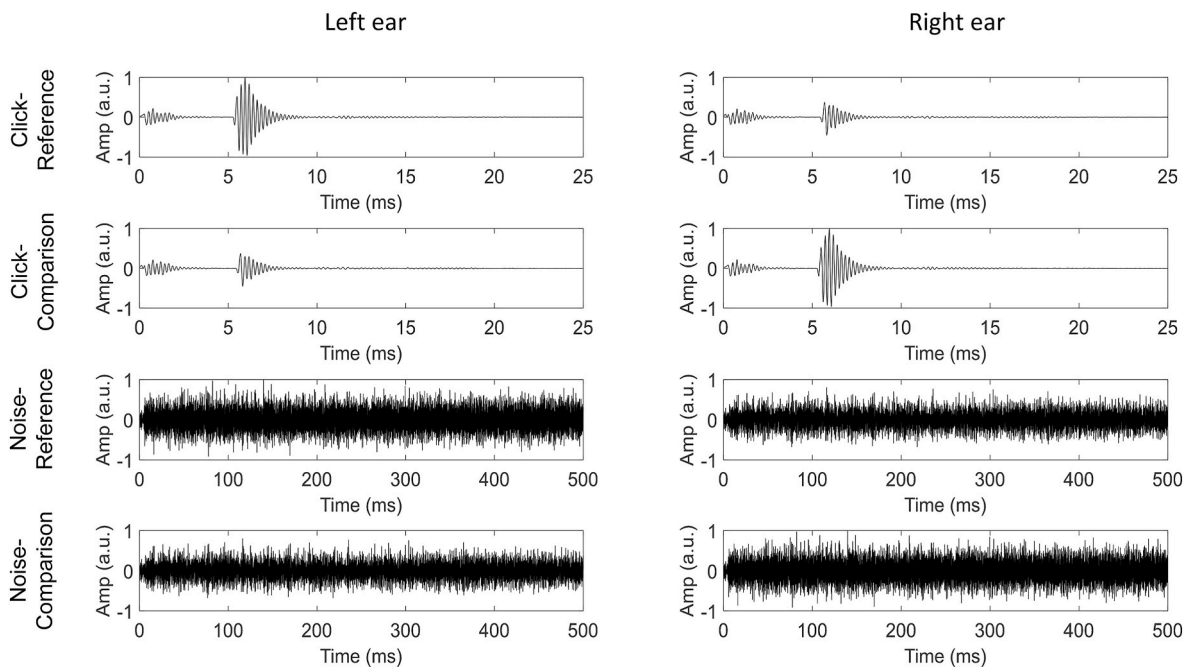 Left ear
Right ear
Click-
Reference
Amp (a.u.)
1
0
-1
0 5 10 15 20 25
Time (ms)
Amp (a.u.)
1
0
-1
0 5 10 15 20 25
Time (ms)
Click-
Comparison
Amp (a.u.)
1
0
-1
0 5 10 15 20 25
Time (ms)
Amp (a.u.)
1
0
-1
0 5 10 15 20 25
Time (ms)
Noise-
Reference
Amp (a.u.)
1
0
-1
0 100 200 300 400 500
Time (ms)
Amp (a.u.)
1
0
-1
0 100 200 300 400 500
Time (ms)
Noise-
Comparison
Amp (a.u.)
1
0
-1
0 100 200 300 400 500
Time (ms)
Amp (a.u.)
1
0
-1
0 100 200 300 400 500
Time (ms)